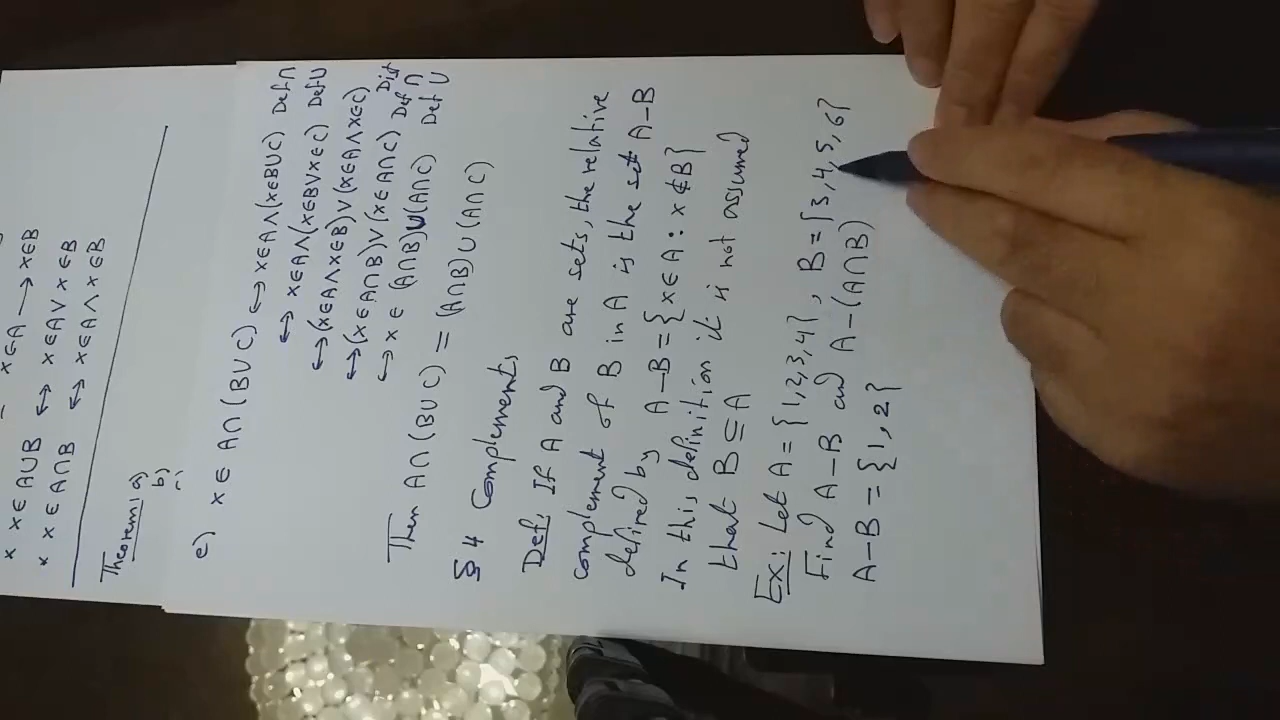 x∈A → x∈B
* x∈A∪B ↔ x∈A∨x∈B
* x∈A∩B ↔ x∈A∧x∈B
Theorem 1 a)
b)
e) x∈A∩(B∪C) ↔ x∈A∧(x∈B∪C) Def∩
↔ x∈A∧(x∈B∨x∈C) Def∪
↔(x∈A∧x∈B)∨(x∈A∧x∈C) Dist
↔(x∈A∩B)∨(x∈A∩C) Def ∩
↔ x∈ (A∩B)∪(A∩C) Def ∪
Then A∩(B∪C) = (A∩B)∪(A∩C)
§ 4 Complements
Def: If A and B are sets, the relative
complement of B in A is the set A-B
defined by A-B={x∈A : x∉B}
In this definition it is not assumed
that B⊆A
Ex: Let A={1,2,3,4}, B={3,4,5,6}
Find A-B and A-(A∩B)
A-B={1,2}